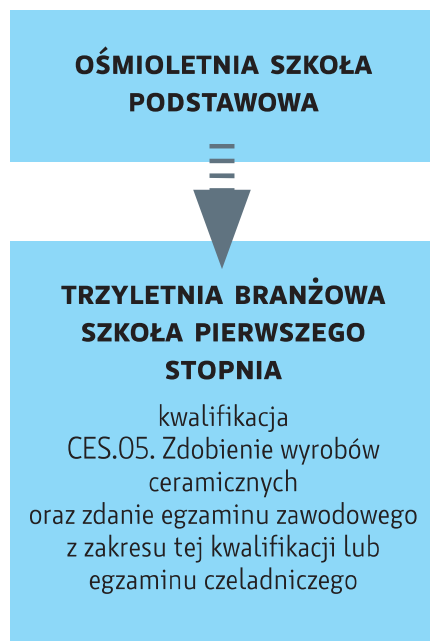 OŚMIOLETNIA SZKOŁA
PODSTAWOWA
TRZYLETNIA BRANŻOWA
SZKOŁA PIERWSZEGO
STOPNIA
kwalifikacja
CES.05. Zdobienie wyrobów
ceramicznych
oraz zdanie egzaminu zawodowego
z zakresu tej kwalifikacji lub
egzaminu czeladniczego